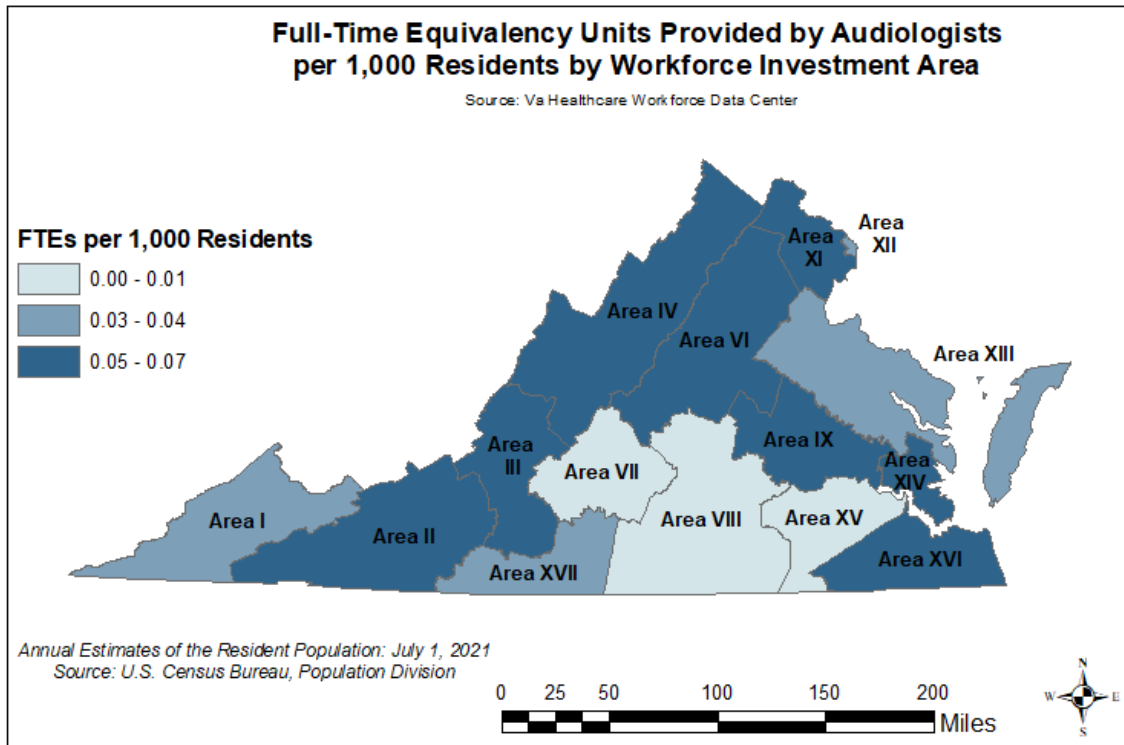 Full-Time Equivalency Units Provided by Audiologists
per 1,000 Residents by Workforce Investment Area
Source: Va Healthcare Workforce Data Center
FTEs per 1,000 Residents
0.00 - 0.01
0.03 - 0.04
0.05 - 0.07
Area
XI
Area
XII
Area IV
Area VI
Area XIII
Area
III
Area IX
Area VII
Area
XIV
Area I
Area II
Area VIII
Area XV
Area XVII
Area XVI
Annual Estimates of the Resident Population: July 1, 2021
Source: U.S. Census Bureau, Population Division
0 25 50 100 150 200
Miles
N
W E
S